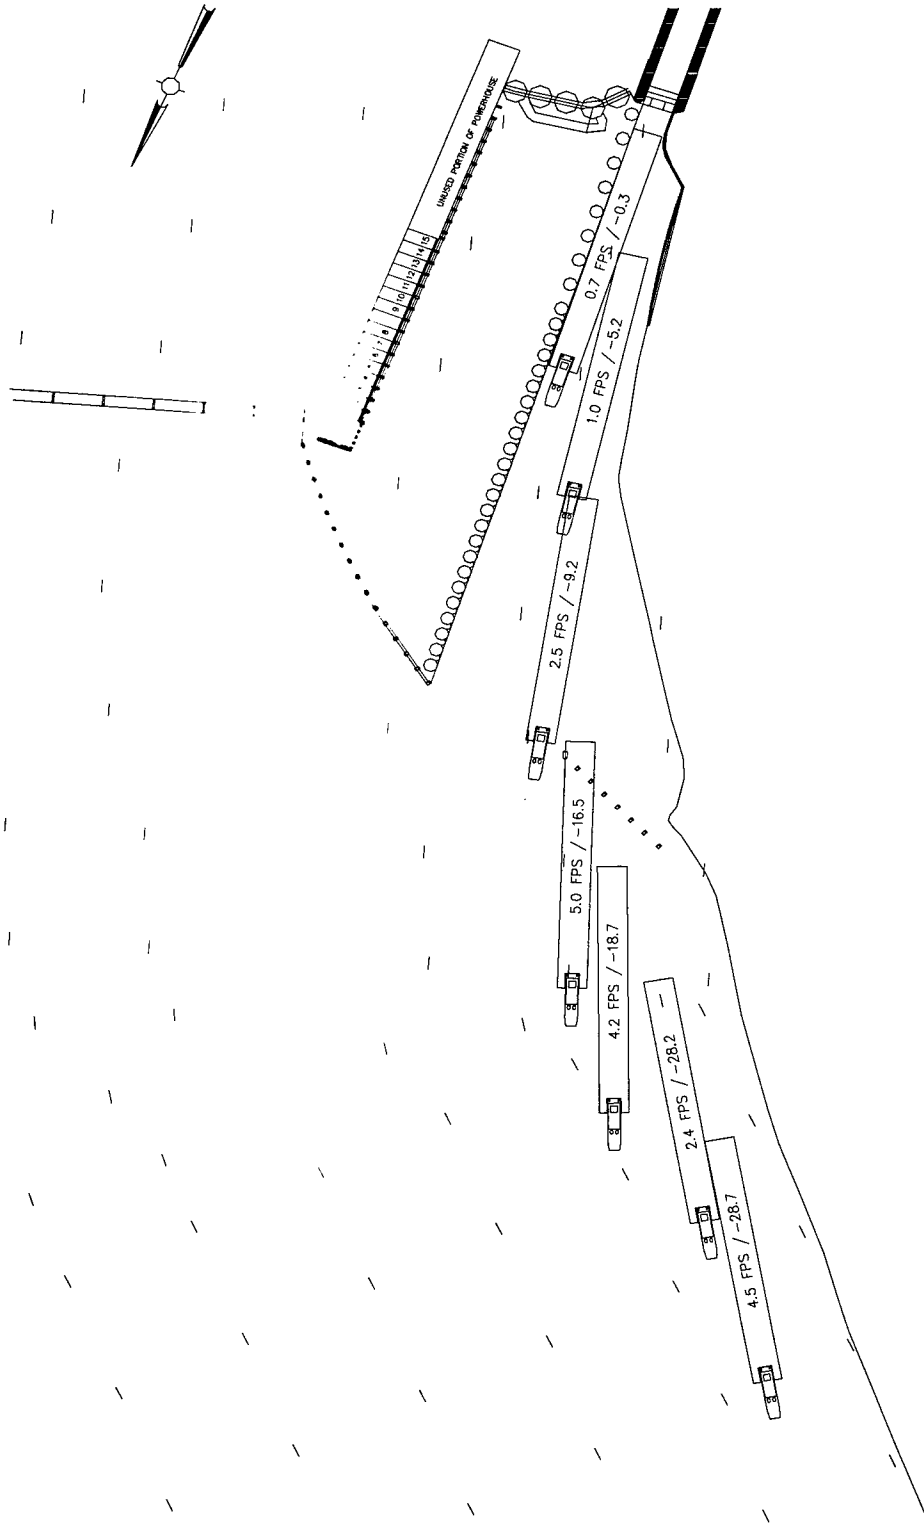 UNUSED PORTION OF POWERHOUSE
15
14
13
12
11
10
9
8
7
6
0.7 FPS / -0.3
1.0 FPS / -5.2
2.5 FPS / -9.2
5.0 FPS / -16.5
4.2 FPS / -18.7
2.4 FPS / -28.2
4.5 FPS / -28.7